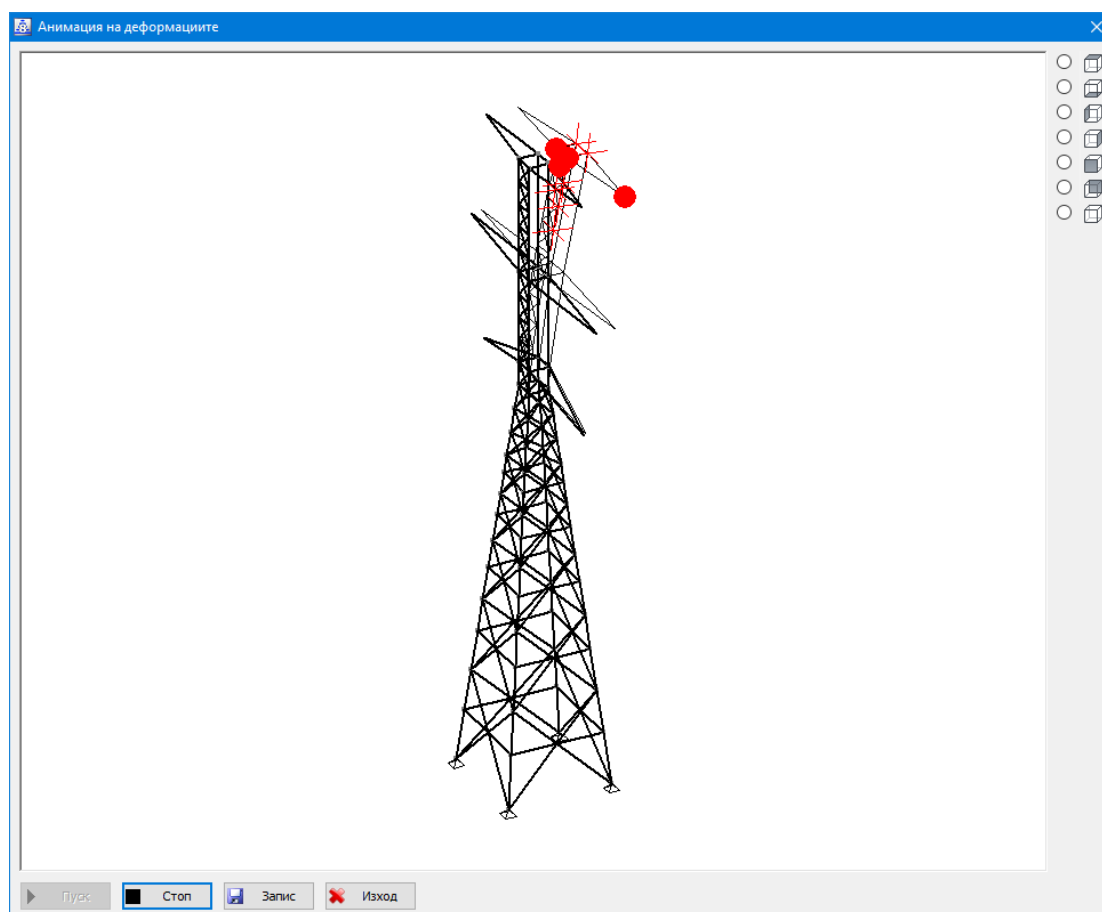 Анимация на деформациите
Пуск
Стоп
Запис
Изход